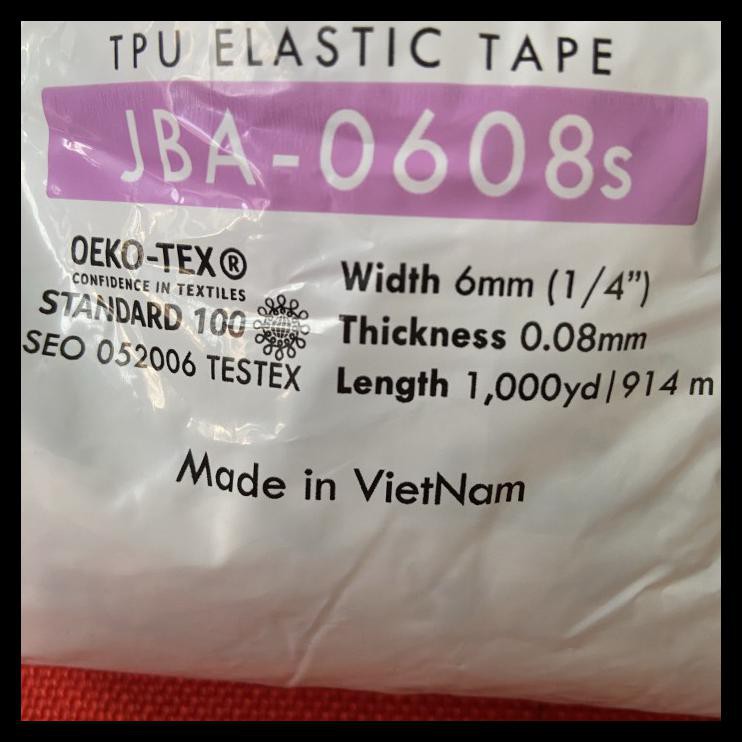 TPU ELASTIC TAPE
JBA-0608s
OEKO-TEX®
CONFIDENCE IN TEXTILES
STANDARD 100
SEO 052006 TESTEX
Width 6mm (1/4")
Thickness 0.08mm
Length 1,000yd|914 m
Made in VietNam